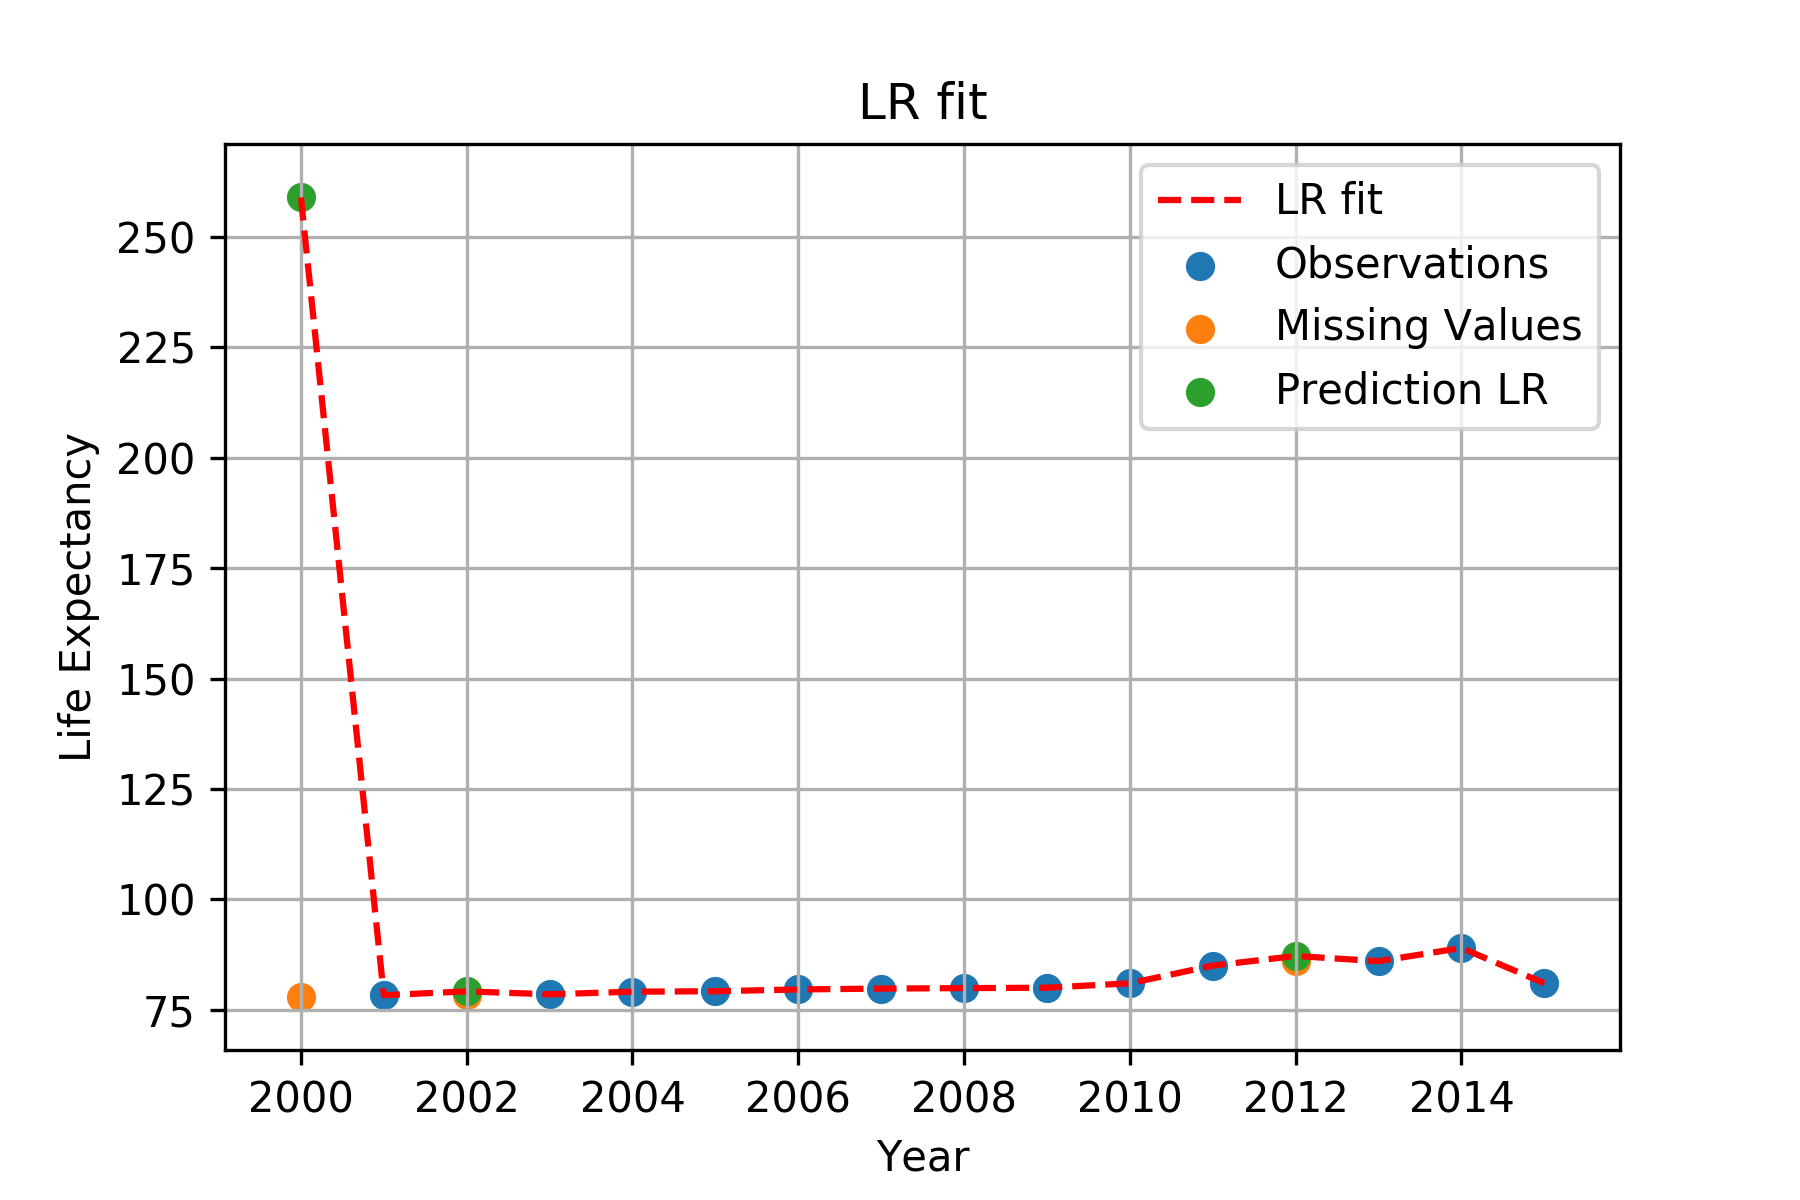 LR fit
LR fit
Observations
Missing Values
Prediction LR
250
225
200
175
150
125
100
75
Life Expectancy
2000 2002 2004 2006 2008 2010 2012 2014
Year